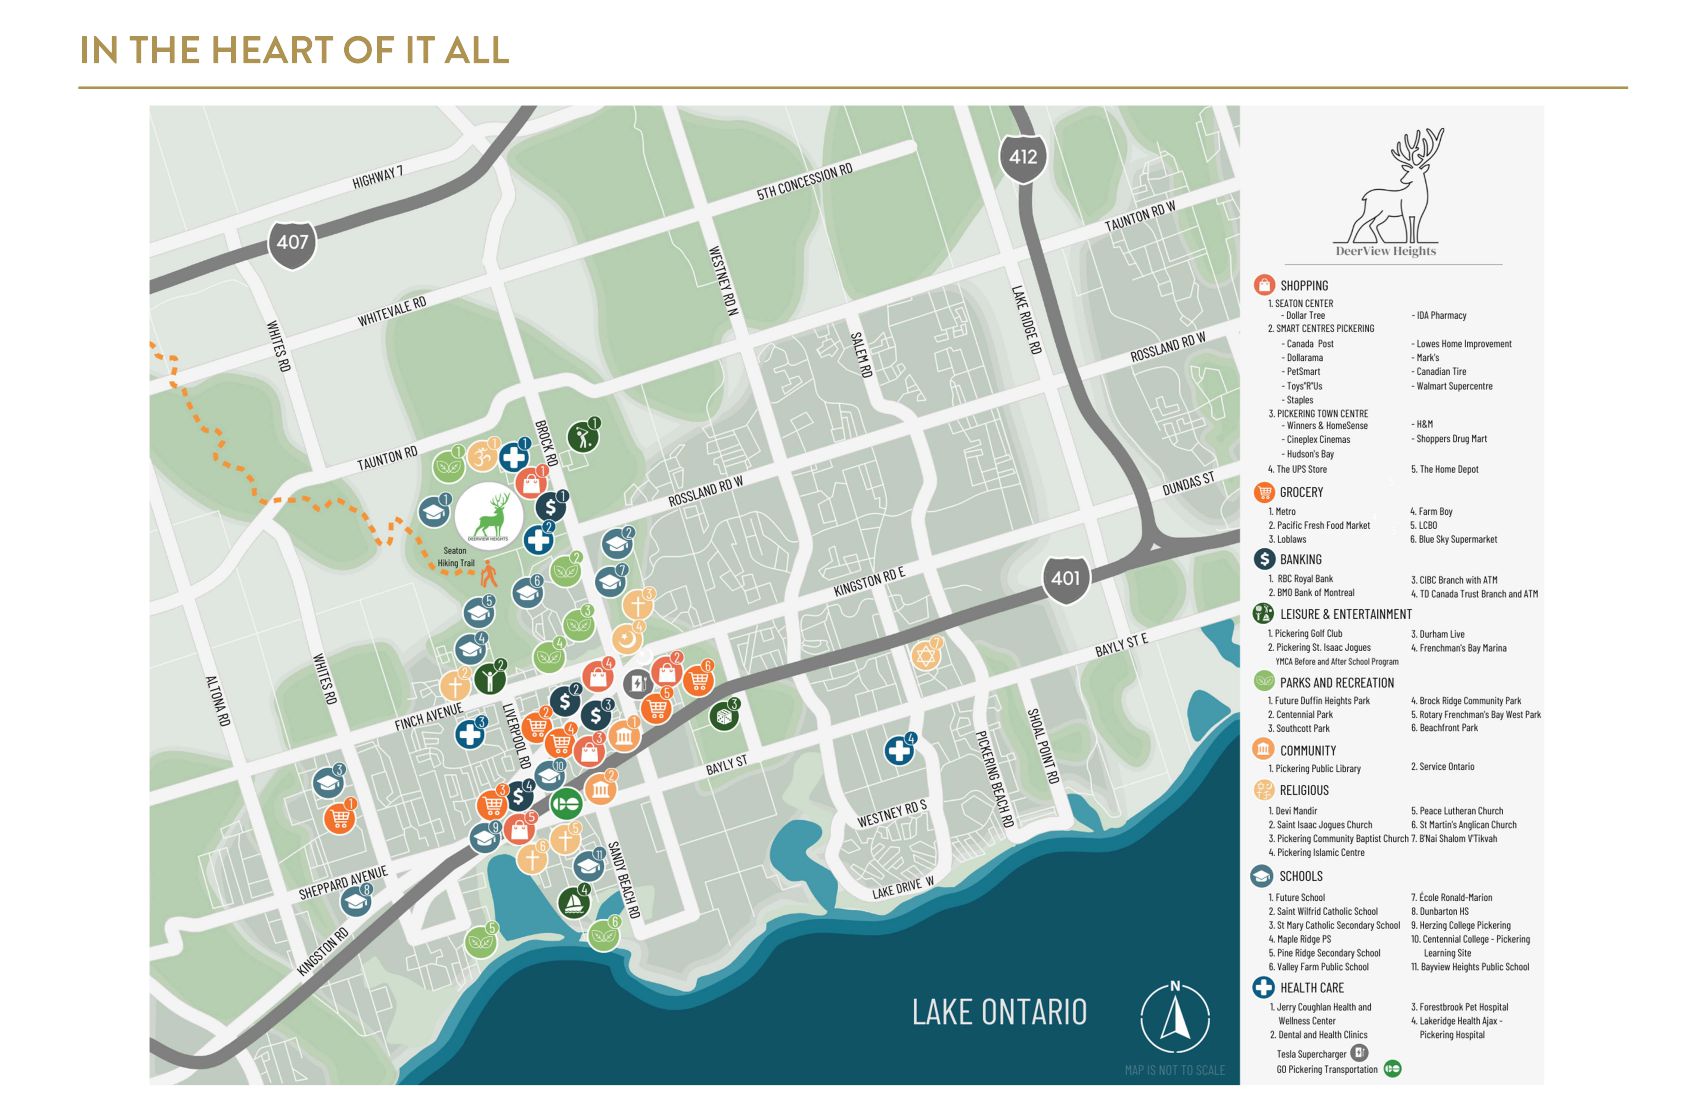 IN THE HEART OF IT ALL
HIGHWAY 7
407
412
5TH CONCESSION RD
TAUNTON RD W
WHITEVALE RD
WESTNEY RD N
LAKE RIDGE RD
WHITES RD
SALEM RD
ROSSLAND RD W
BROCK RD
TAUNTON RD
ROSSLAND RD W
DUNDAS ST
DEERVIEW HEIGHTS
Seaton
Hiking Trail
KINGSTON RD E
401
BAYLY ST E
ALTONA RD
WHITES RD
FINCH AVENUE
LIVERPOOL RD
BAYLY ST
PICKERING BEACH RD
SHOAL POINT RD
WESTNEY RD S
SANDY BEACH RD
SHEPPARD AVENUE
LAKE DRIVE W
KINGSTON RD
LAKE ONTARIO
N
MAP IS NOT TO SCALE
DeerView Heights
SHOPPING
1. SEATON CENTER
- Dollar Tree - IDA Pharmacy
2. SMART CENTRES PICKERING
- Canada Post - Lowes Home Improvement
- Dollarama - Mark's
- PetSmart - Canadian Tire
- Toys"R"Us - Walmart Supercentre
- Staples
3. PICKERING TOWN CENTRE
- Winners & HomeSense - H&M
- Cineplex Cinemas - Shoppers Drug Mart
- Hudson's Bay
4. The UPS Store 5. The Home Depot
GROCERY
1. Metro 4. Farm Boy
2. Pacific Fresh Food Market 5. LCBO
3. Loblaws 6. Blue Sky Supermarket
BANKING
1. RBC Royal Bank 3. CIBC Branch with ATM
2. BMO Bank of Montreal 4. TD Canada Trust Branch and ATM
LEISURE & ENTERTAINMENT
1. Pickering Golf Club 3. Durham Live
2. Pickering St. Isaac Jogues 4. Frenchman's Bay Marina
YMCA Before and After School Program
PARKS AND RECREATION
1. Future Duffin Heights Park 4. Brock Ridge Community Park
2. Centennial Park 5. Rotary Frenchman's Bay West Park
3. Southcott Park 6. Beachfront Park
COMMUNITY
1. Pickering Public Library 2. Service Ontario
RELIGIOUS
1. Devi Mandir 5. Peace Lutheran Church
2. Saint Isaac Jogues Church 6. St Martin's Anglican Church
3. Pickering Community Baptist Church 7. B'Nai Shalom V'Tikvah
4. Pickering Islamic Centre
SCHOOLS
1. Future School 7. École Ronald-Marion
2. Saint Wilfrid Catholic School 8. Dunbarton HS
3. St Mary Catholic Secondary School 9. Herzing College Pickering
4. Maple Ridge PS 10. Centennial College - Pickering
5. Pine Ridge Secondary School Learning Site
6. Valley Farm Public School 11. Bayview Heights Public School
HEALTH CARE
1. Jerry Coughlan Health and 3. Forestbrook Pet Hospital
Wellness Center 4. Lakeridge Health Ajax -
2. Dental and Health Clinics Pickering Hospital
Tesla Supercharger
GO Pickering Transportation